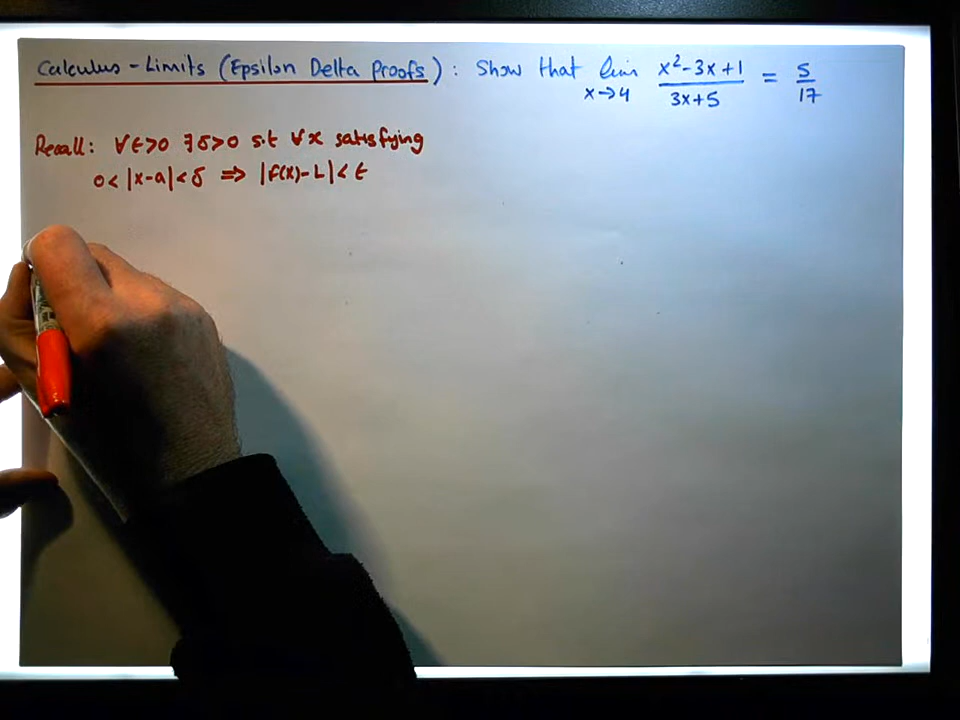 Calculus - Limits (Epsilon Delta Proofs) : Show that lim x→4 x²-3x+1 / 3x+5 = 5/17
Recall: ∀ε>0 ∃δ>0 s.t ∀x satisfying
0<|x-a|<δ ⇒ |f(x)-L|<ε